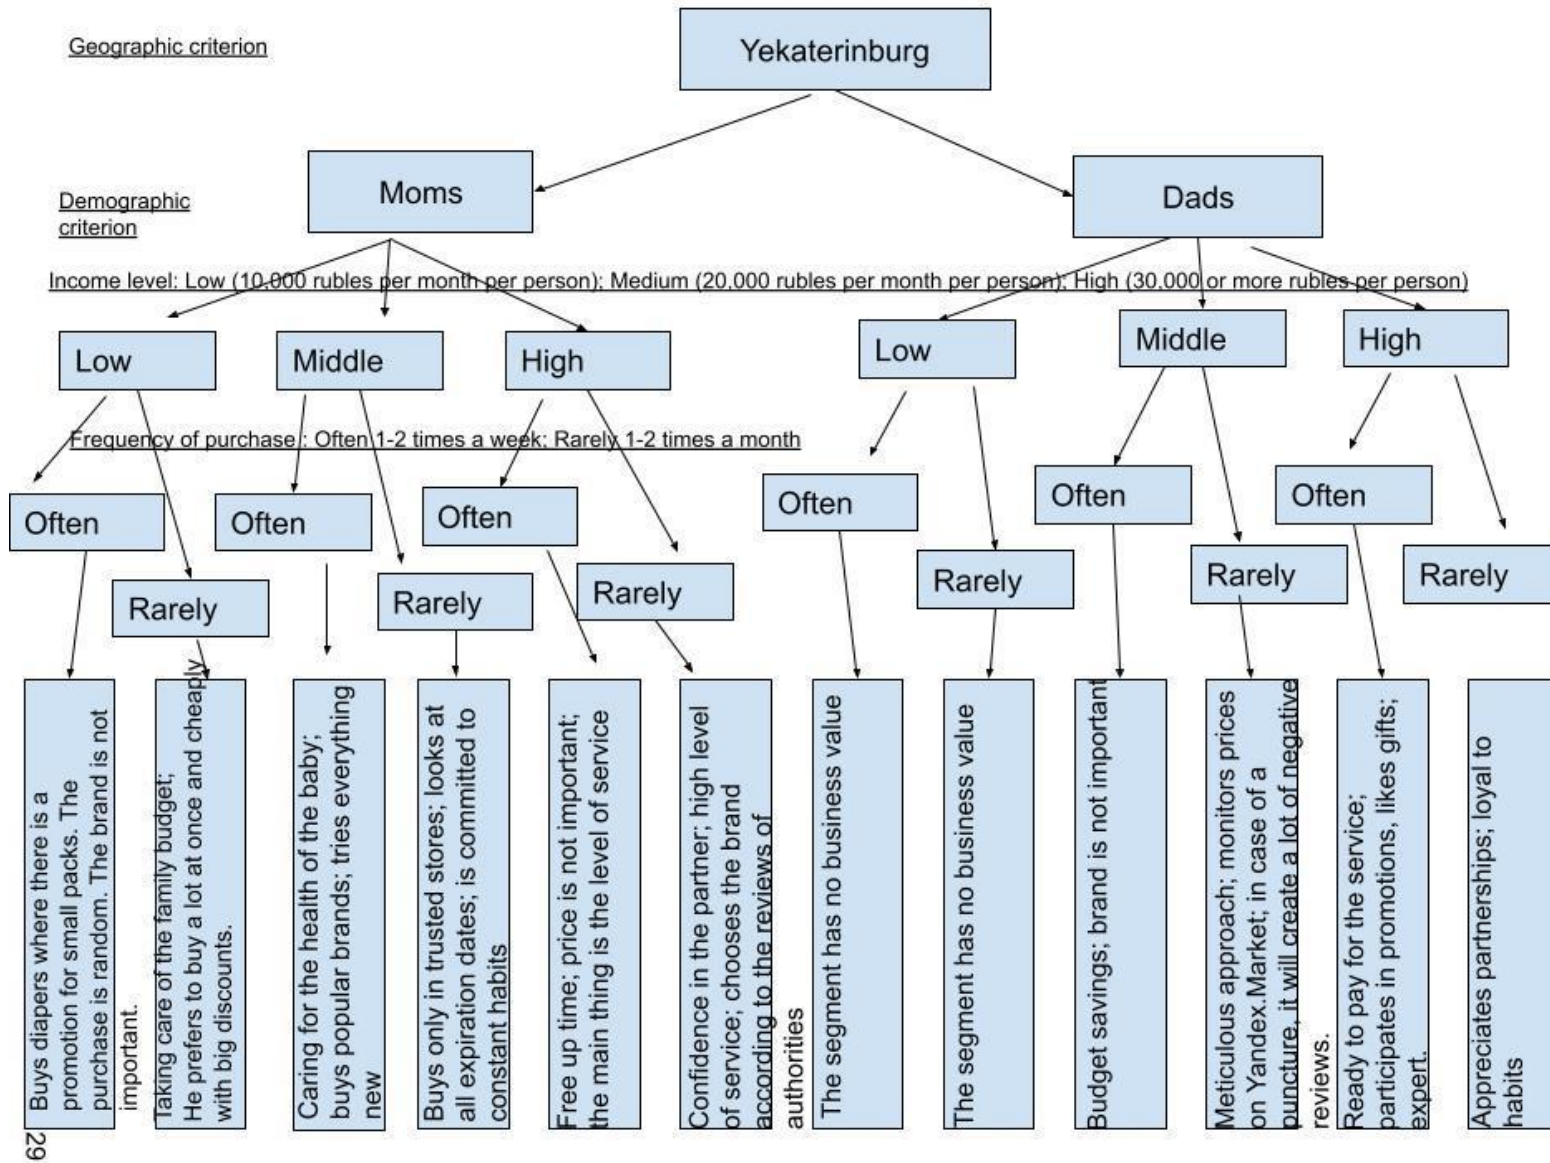 Geographic criterion
Yekaterinburg
Moms
Dads
Demographic
criterion
Income level: Low (10,000 rubles per month per person); Medium (20,000 rubles per month per person); High (30,000 or more rubles per person)
Low
Middle
High
Low
Middle
High
Frequency of purchase : Often 1-2 times a week; Rarely 1-2 times a month
Often
Often
Often
Often
Often
Often
Rarely
Rarely
Rarely
Rarely
Rarely
Rarely
Buys diapers where there is a
promotion for small packs. The
purchase is random. The brand is not
important.
Taking care of the family budget;
He prefers to buy a lot at once and cheaply
with big discounts.
Caring for the health of the baby;
buys popular brands; tries everything
new
Buys only in trusted stores; looks at
all expiration dates; is committed to
constant habits
Free up time; price is not important;
the main thing is the level of service
Confidence in the partner; high level
of service; chooses the brand
according to the reviews of
authorities
The segment has no business value
The segment has no business value
Budget savings; brand is not important
Meticulous approach; monitors prices
on Yandex.Market; in case of a
puncture, it will create a lot of negative
reviews.
Ready to pay for the service;
participates in promotions, likes gifts;
expert.
Appreciates partnerships; loyal to
habits
29